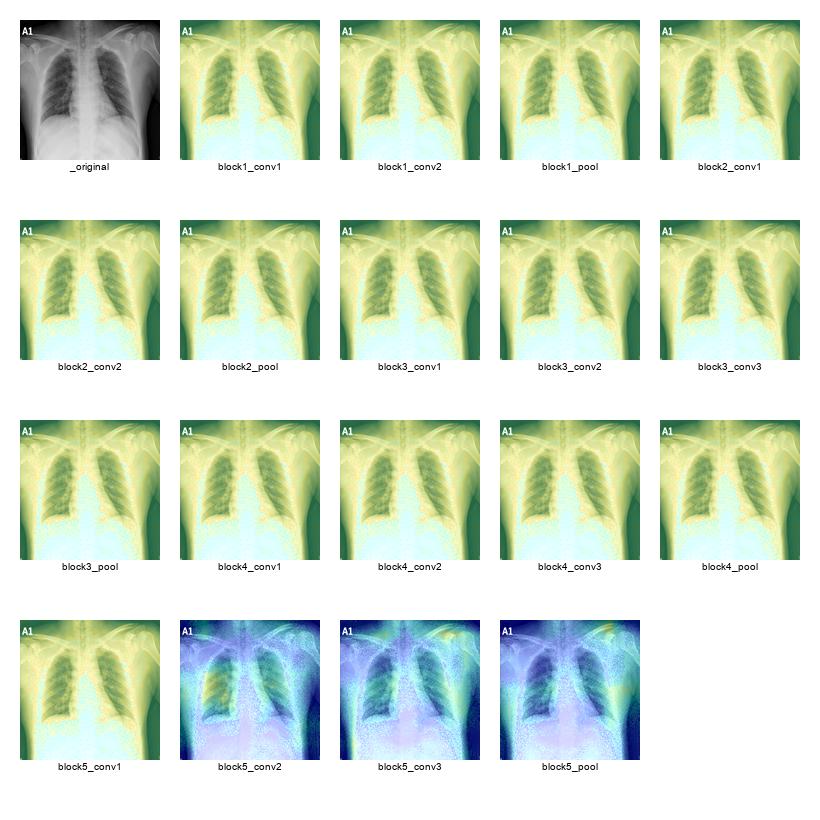 A1 A1 A1 A1 A1
_original block1_conv1 block1_conv2 block1_pool block2_conv1
A1 A1 A1 A1 A1
block2_conv2 block2_pool block3_conv1 block3_conv2 block3_conv3
A1 A1 A1 A1 A1
block3_pool block4_conv1 block4_conv2 block4_conv3 block4_pool
A1 A1 A1 A1
block5_conv1 block5_conv2 block5_conv3 block5_pool